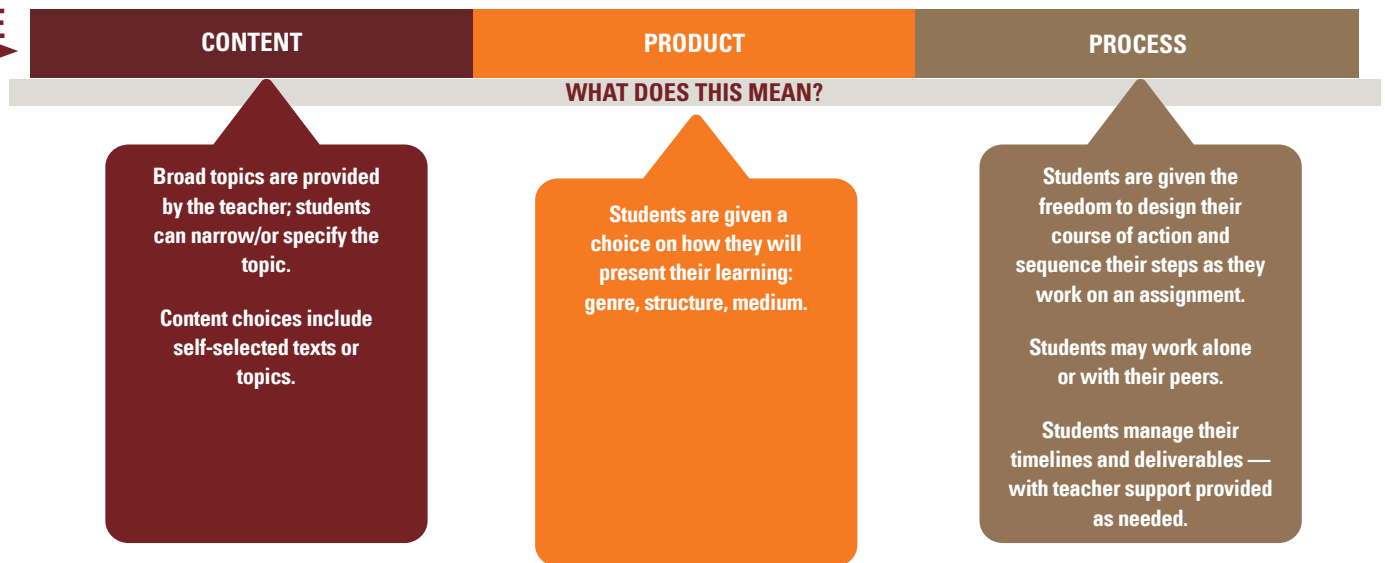 E
CONTENT
PRODUCT
PROCESS
WHAT DOES THIS MEAN?
Broad topics are provided
by the teacher; students
can narrow/or specify the
topic.
Content choices include
self-selected texts or
topics.
Students are given a
choice on how they will
present their learning:
genre, structure, medium.
Students are given the
freedom to design their
course of action and
sequence their steps as they
work on an assignment.
Students may work alone
or with their peers.
Students manage their
timelines and deliverables —
with teacher support provided
as needed.